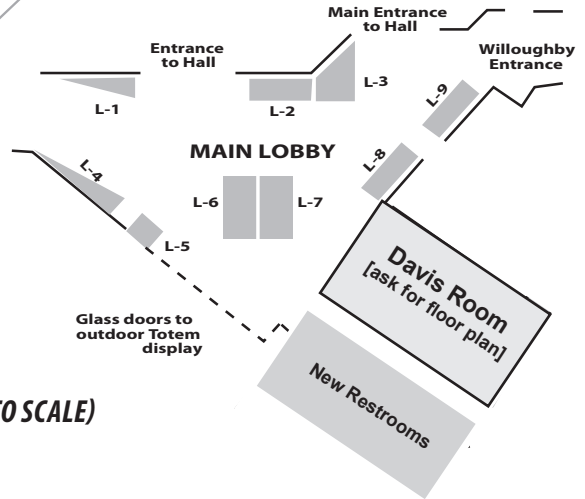 Main Entrance
to Hall
Entrance
to Hall
Willoughby
Entrance
L-3
L-9
L-1
L-2
MAIN LOBBY
L-8
L-4
L-6
L-7
L-5
Davis Room
[ask for floor plan]
Glass doors to
outdoor Totem
display
New Restrooms
TO SCALE)